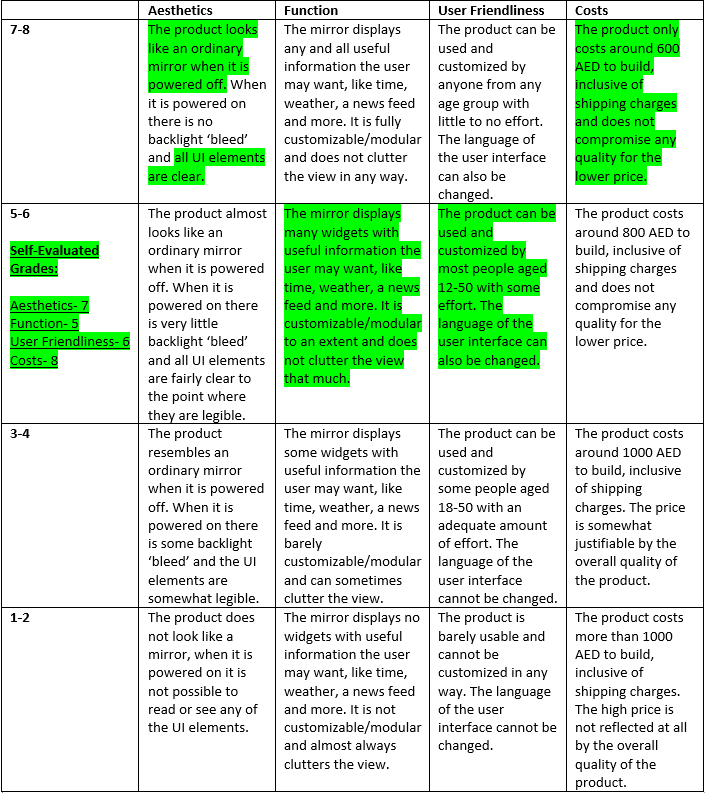 Aesthetics
Function
User Friendliness
Costs
7-8
The product looks
like an ordinary
mirror when it is
powered off. When
it is powered on
there is no
backlight ‘bleed’
and all UI elements
are clear.
The mirror displays
any and all useful
information the user
may want, like time,
weather, a news feed
and more. It is fully
customizable/modular
and does not clutter
the view in any way.
The product can be
used and
customized by
anyone from any
age group with
little to no effort.
The language of
the user interface
can also be
changed.
The product only
costs around 600
AED to build,
inclusive of
shipping charges
and does not
compromise any
quality for the
lower price.
5-6
Self-Evaluated
Grades:
Aesthetics- 7
Function- 5
User Friendliness- 6
Costs- 8
The product almost
looks like an
ordinary mirror
when it is powered
off. When it is
powered on there
is very little
backlight ‘bleed’
and all UI elements
are fairly clear to
the point where
they are legible.
The mirror displays
many widgets with
useful information the
user may want, like
time, weather, a news
feed and more. It is
customizable/modular
to an extent and does
not clutter the view
that much.
The product can be
used and
customized by
most people aged
12-50 with some
effort. The
language of the
user interface can
also be changed.
The product costs
around 800 AED to
build, inclusive of
shipping charges
and does not
compromise any
quality for the
lower price.
3-4
The product
resembles an
ordinary mirror
when it is powered
off. When it is
powered on there
is some backlight
‘bleed’ and the UI
elements are
somewhat legible.
The mirror displays
some widgets with
useful information the
user may want, like
time, weather, a news
feed and more. It is
barely
customizable/modular
and can sometimes
clutter the view.
The product can be
used and
customized by
some people aged
18-50 with an
adequate amount
of effort. The
language of the
user interface
cannot be changed.
The product costs
around 1000 AED
to build, inclusive
of shipping
charges. The price
is somewhat
justifiable by the
overall quality of
the product.
1-2
The product does
not look like a
mirror, when it is
powered on it is
not possible to
read or see any of
the UI elements.
The mirror displays no
widgets with useful
information the user
may want, like time,
weather, a news feed
and more. It is not
customizable/modular
and almost always
clutters the view.
The product is
barely usable and
cannot be
customized in any
way. The language
of the user
interface cannot be
changed.
The product costs
more than 1000
AED to build,
inclusive of
shipping charges.
The high price is
not reflected at all
by the overall
quality of the
product.